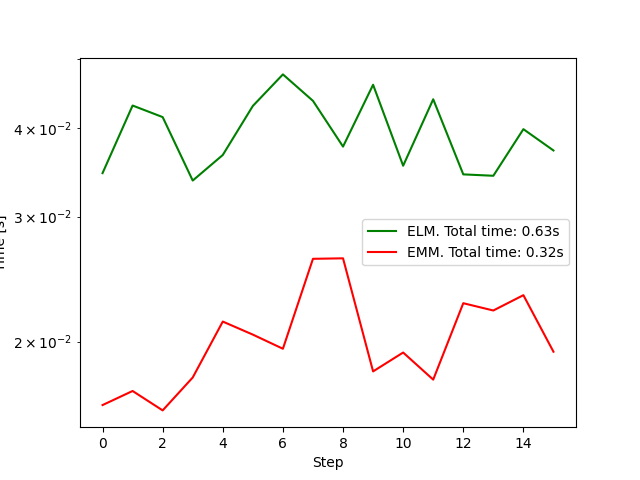 4 × 10⁻²
3 × 10⁻²
2 × 10⁻²
Time [s]
ELM. Total time: 0.63s
EMM. Total time: 0.32s
0 2 4 6 8 10 12 14
Step